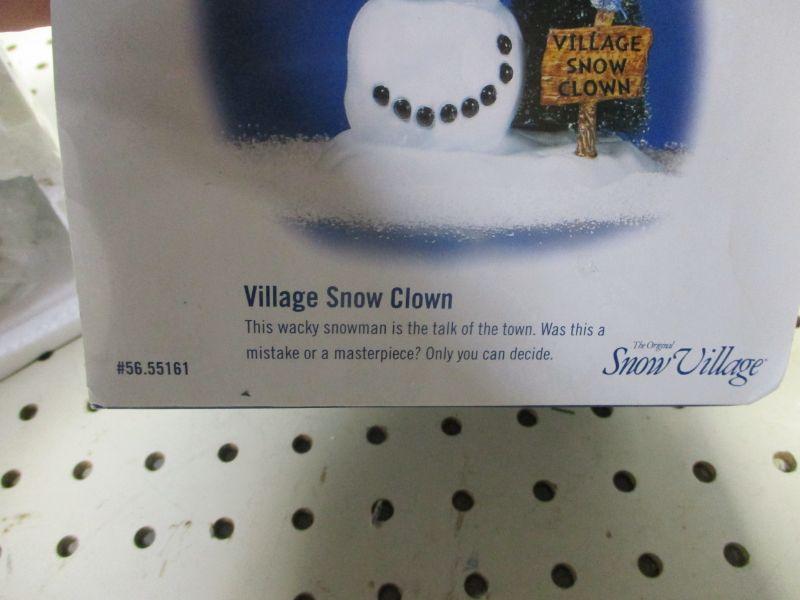 VILLAGE
SNOW
CLOWN
Village Snow Clown
This wacky snowman is the talk of the town. Was this a
mistake or a masterpiece? Only you can decide.
#56.55161
The Original
Snow Village